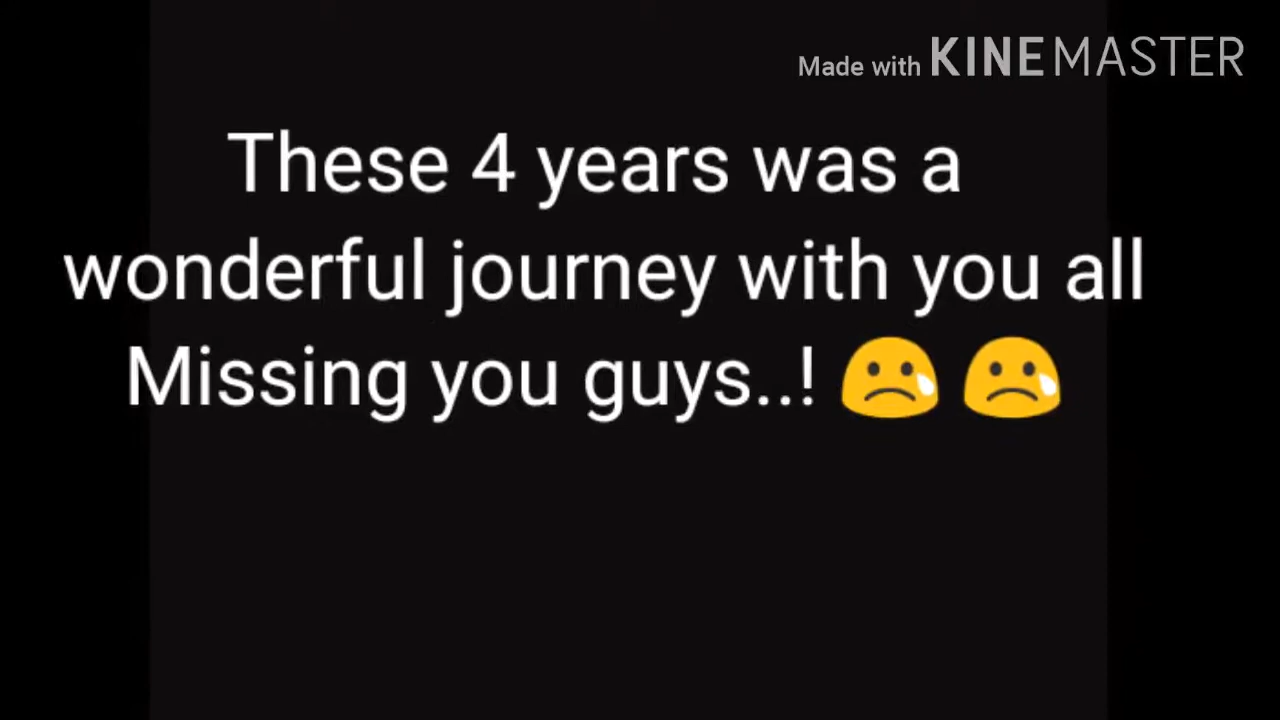 Made with KINEMASTER
These 4 years was a
wonderful journey with you all
Missing you guys..! 😢 😢